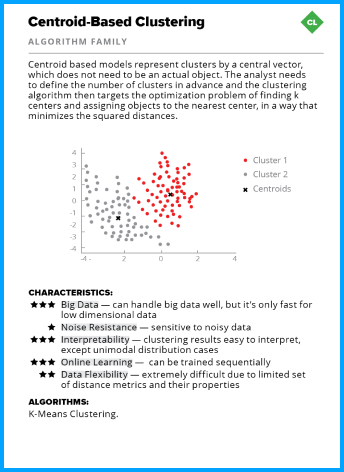 Centroid-Based Clustering
CL
ALGORITHM FAMILY
Centroid based models represent clusters by a central vector,
which does not need to be an actual object. The analyst needs
to define the number of clusters in advance and the clustering
algorithm then targets the optimization problem of finding k
centers and assigning objects to the nearest center, in a way that
minimizes the squared distances.
4
3
2
1
0
-1
-2
-3
-4
-4
2
0
2
4
Cluster 1
Cluster 2
Centroids
CHARACTERISTICS:
★★★ Big Data — can handle big data well, but it's only fast for
low dimensional data
★ Noise Resistance — sensitive to noisy data
★★★ Interpretability — clustering results easy to interpret,
except unimodal distribution cases
★★★ Online Learning — can be trained sequentially
★★ Data Flexibility — extremely difficult due to limited set
of distance metrics and their properties
ALGORITHMS:
K-Means Clustering.